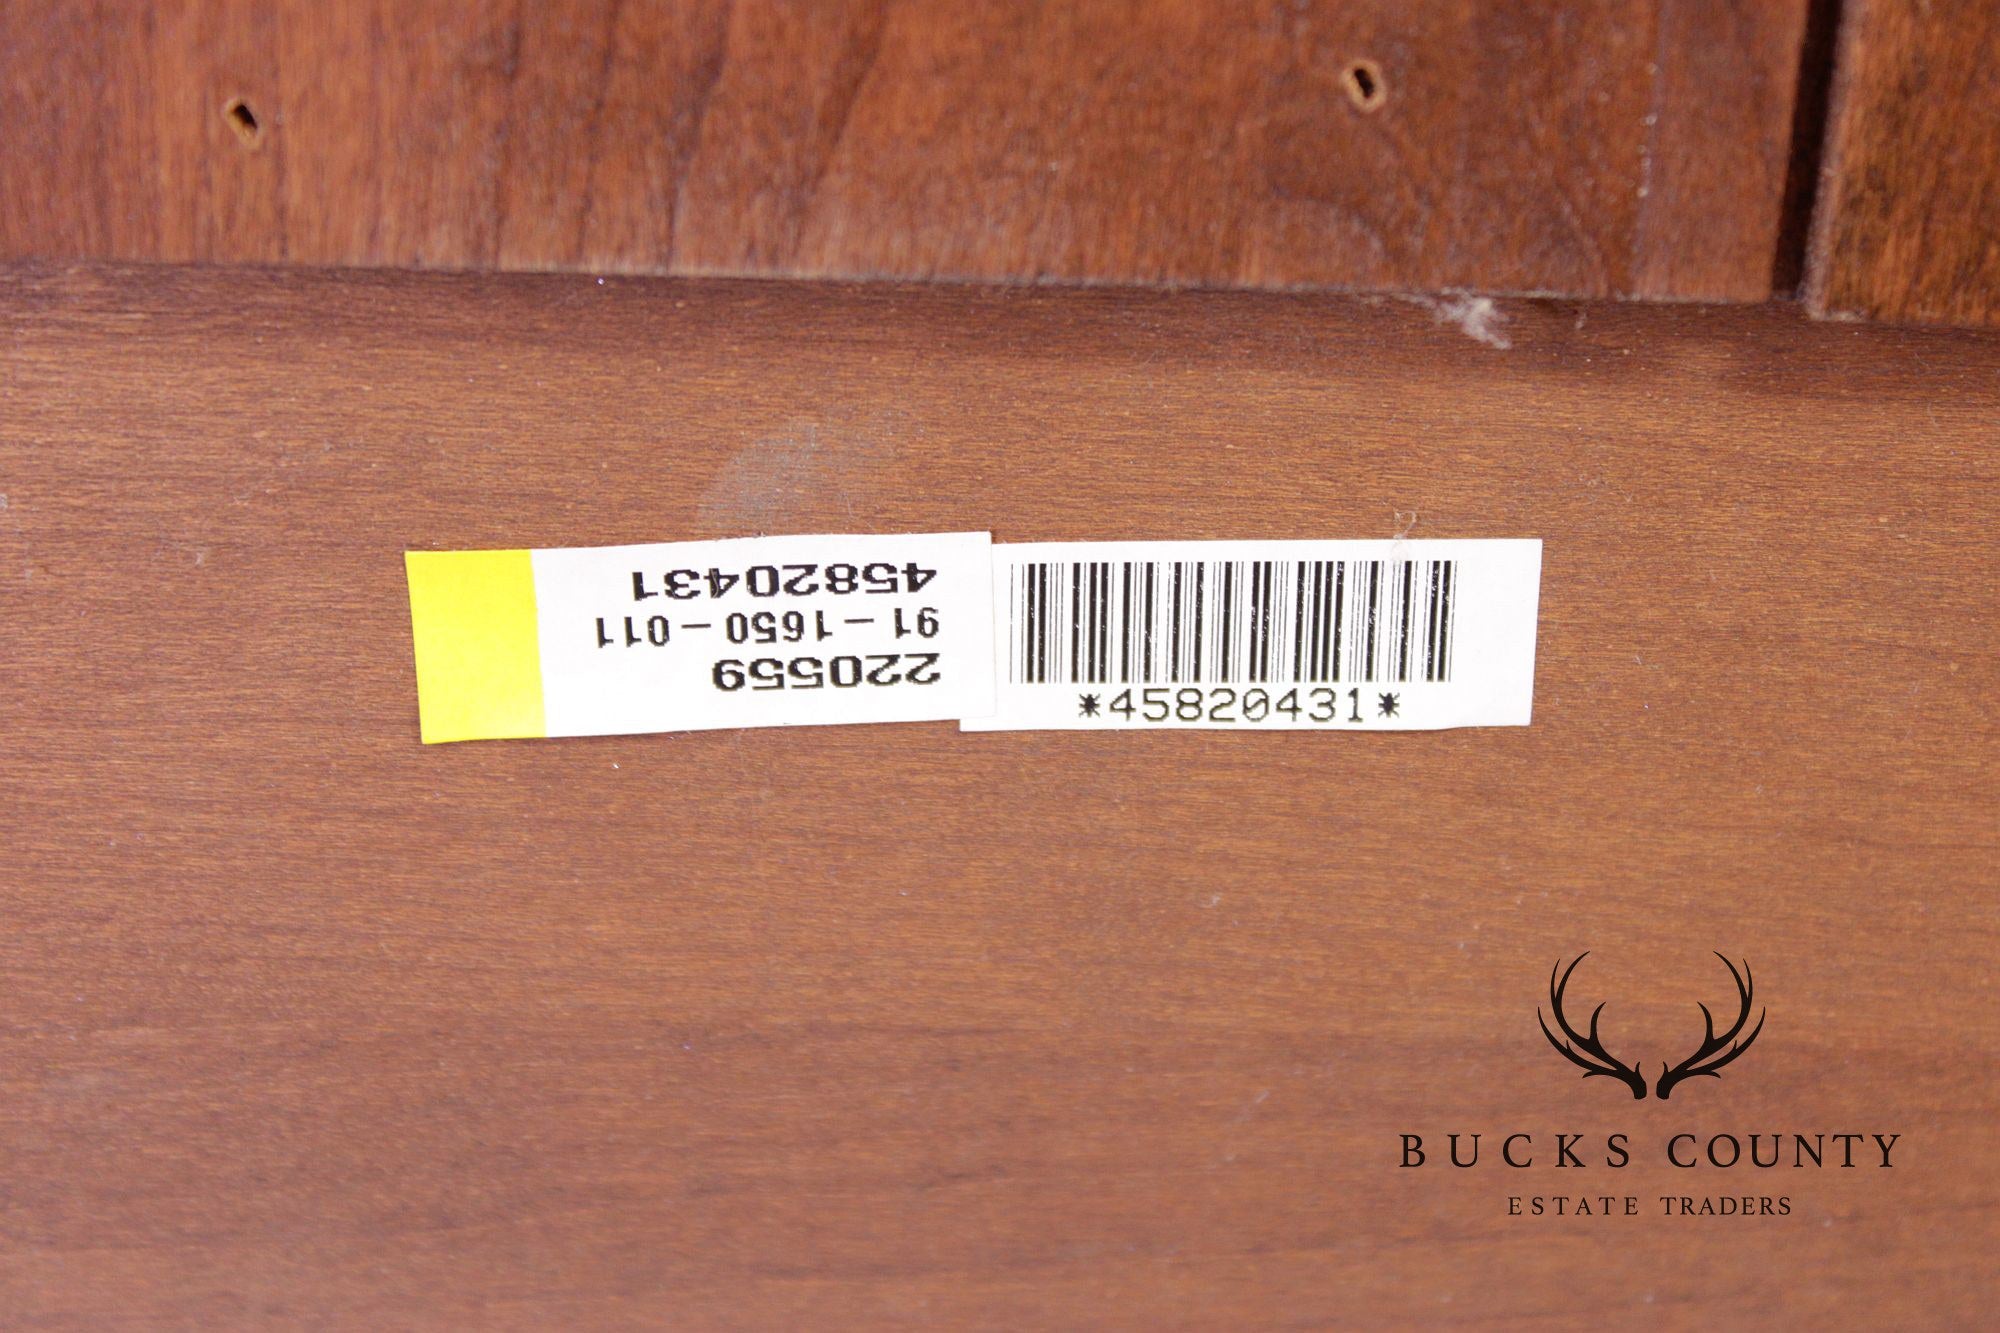 220559
91-1650-011
45820431
*45820431*
BUCKS COUNTY
ESTATE TRADERS